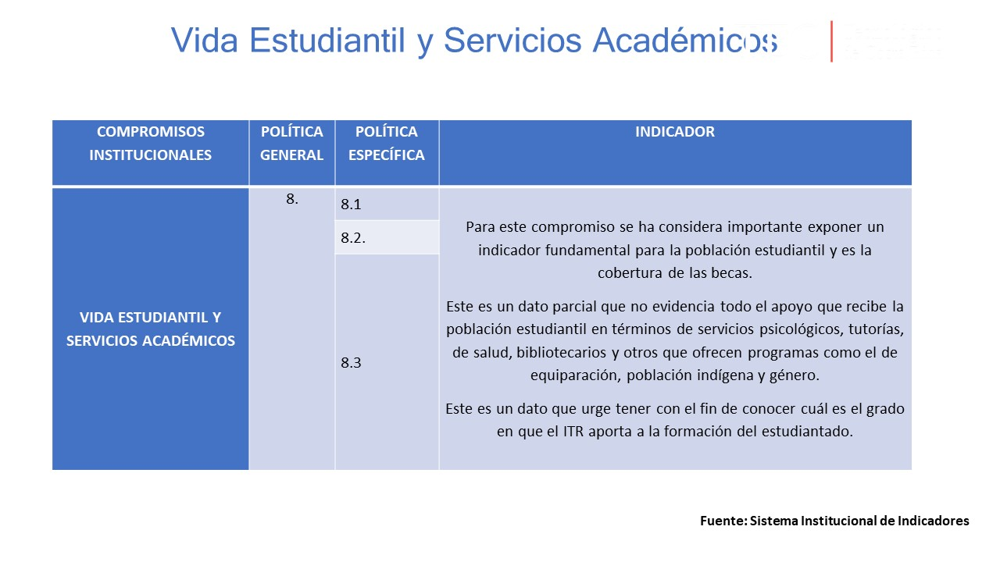 Vida Estudiantil y Servicios Académicos
COMPROMISOS
INSTITUCIONALES
POLÍTICA
GENERAL
POLÍTICA
ESPECÍFICA
INDICADOR
VIDA ESTUDIANTIL Y
SERVICIOS ACADÉMICOS
8.
8.1
8.2.
8.3
Para este compromiso se ha considera importante exponer un
indicador fundamental para la población estudiantil y es la
cobertura de las becas.
Este es un dato parcial que no evidencia todo el apoyo que recibe la
población estudiantil en términos de servicios psicológicos, tutorías,
de salud, bibliotecarios y otros que ofrecen programas como el de
equiparación, población indígena y género.
Este es un dato que urge tener con el fin de conocer cuál es el grado
en que el ITR aporta a la formación del estudiantado.
Fuente: Sistema Institucional de Indicadores